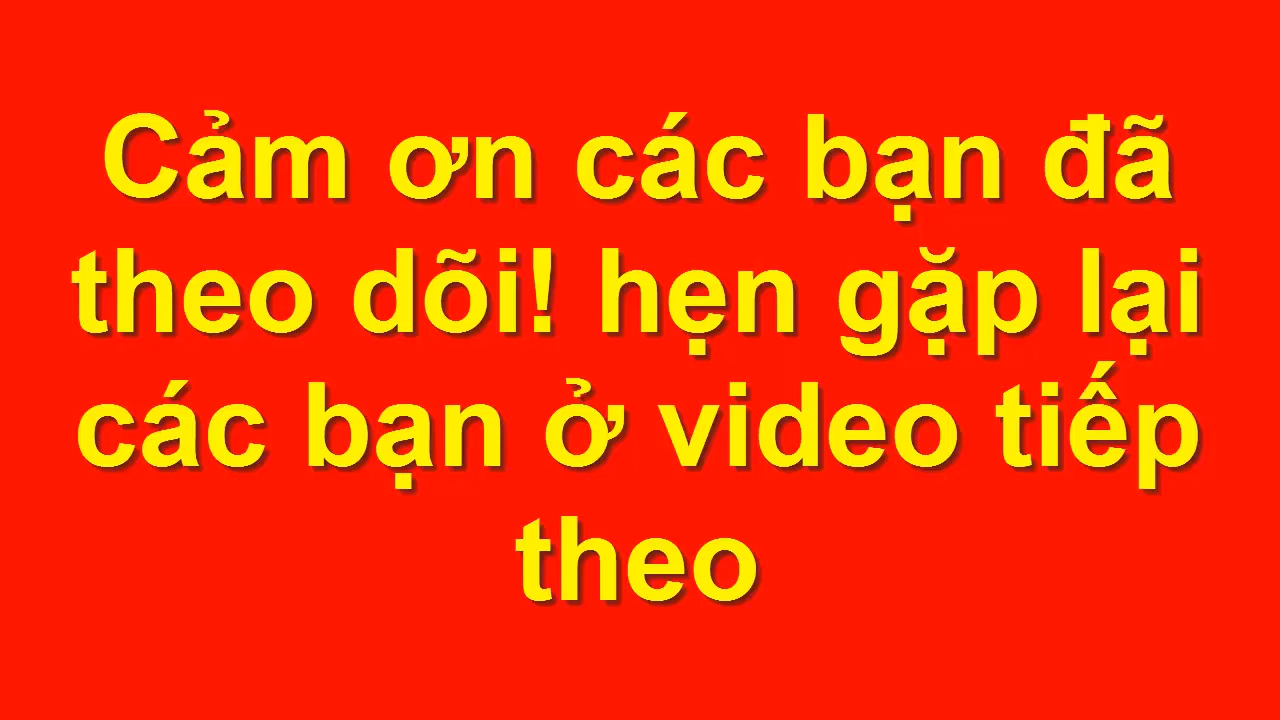 Cảm ơn các bạn đã
theo dõi! hẹn gặp lại
các bạn ở video tiếp
theo